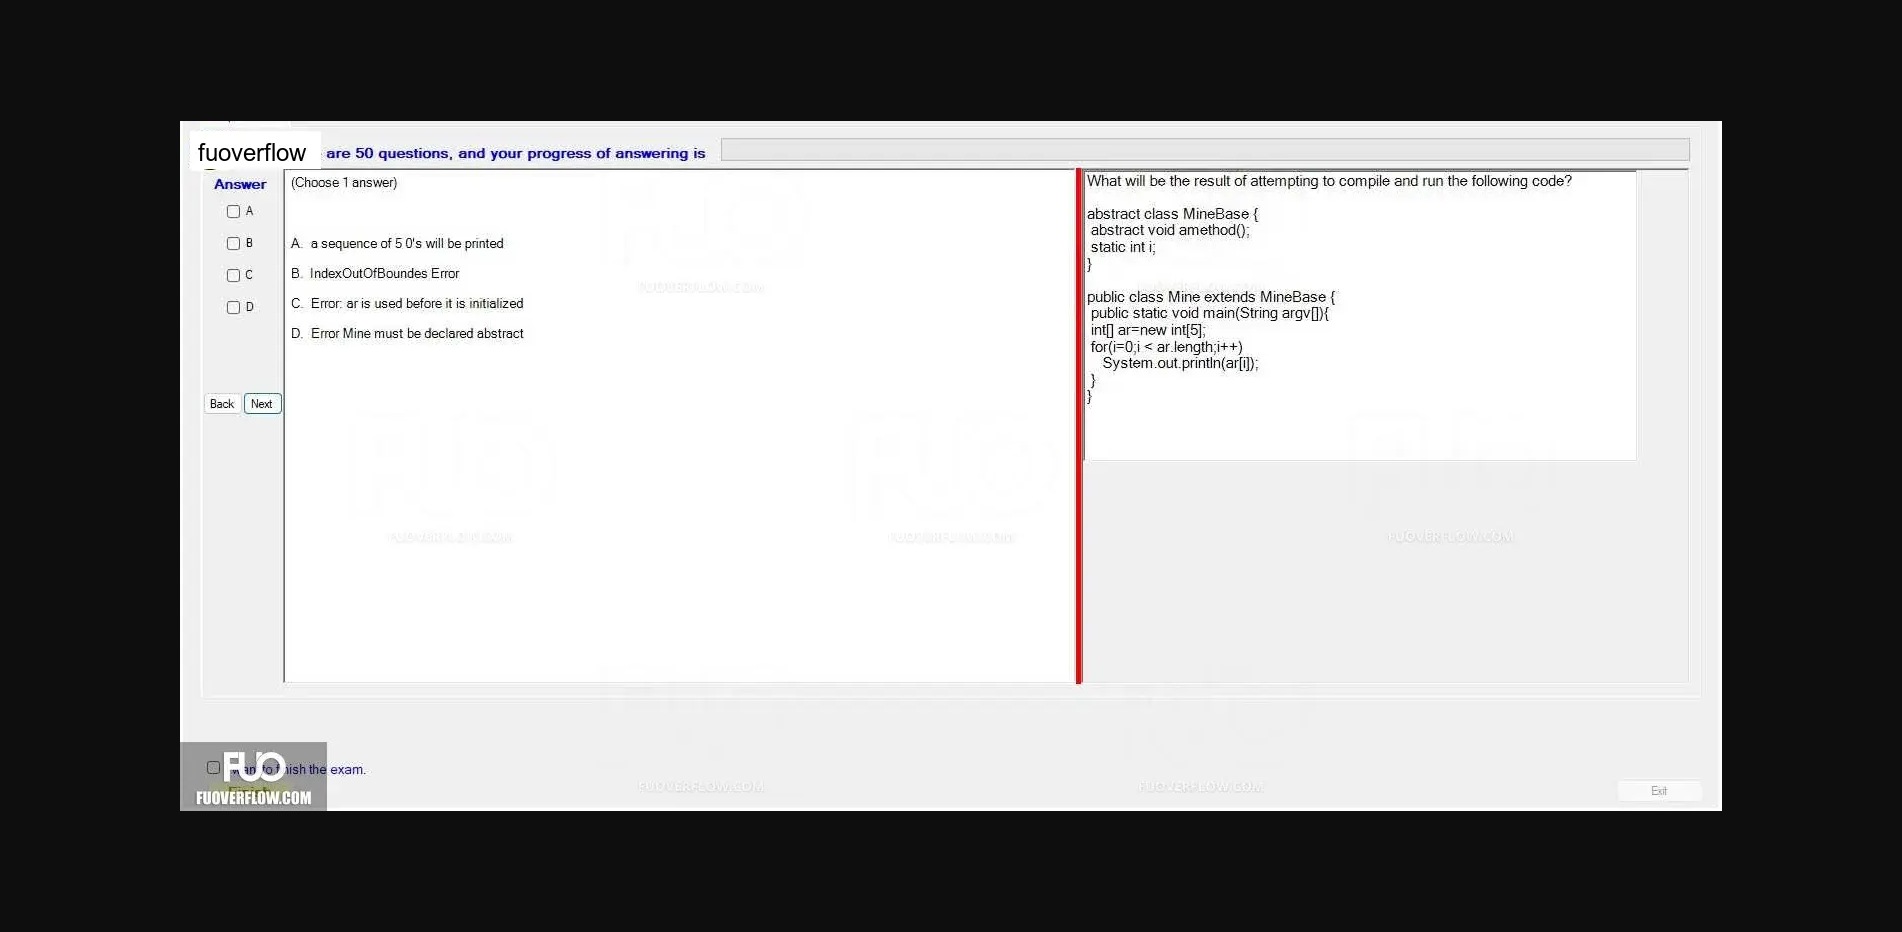 fuoverflow are 50 questions, and your progress of answering is
Answer
A
B
C
D
Back Next
(Choose 1 answer)
A. a sequence of 5 0's will be printed
B. IndexOutOfBoundes Error
C. Error: ar is used before it is initialized
D. Error Mine must be declared abstract
What will be the result of attempting to compile and run the following code?
abstract class MineBase {
abstract void amethod();
static int i;
}
public class Mine extends MineBase {
public static void main(String argv[]){
int[] ar=new int[5];
for(i=0;i < ar.length;i++)
System.out.println(ar[i]);
}
}
FUOVERFLOW.COM
FUOVERFLOW.COM
FUOVERFLOW.COM
FUOVERFLOW.COM
FUOVERFLOW.COM
FUOVERFLOW.COM
FUO
the exam.
FUOVERFLOW.COM
Exit